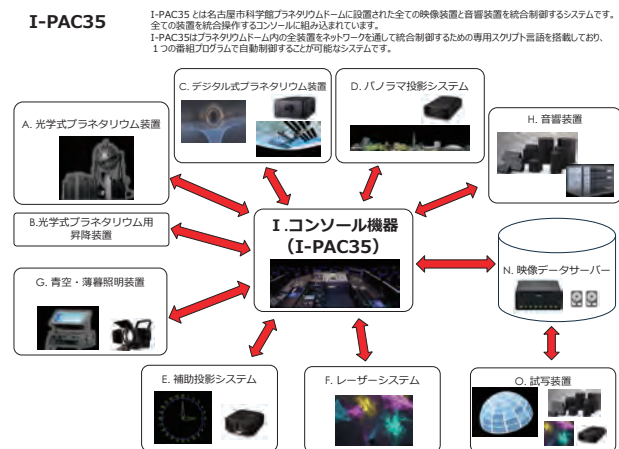 I-PAC35
I-PAC35 とは名古屋市科学館プラネタリウムドームに設置された全ての映像装置と音響装置を統合制御するシステムです。
全ての装置を統合操作するコンソールに組み込まれています。
I-PAC35はプラネタリウムドーム内の全装置をネットワークを通して統合制御するための専用スクリプト言語を搭載しており、
１つの番組プログラムで自動制御することが可能なシステムです。
C. デジタル式プラネタリウム装置
D. パノラマ投影システム
A. 光学式プラネタリウム装置
H. 音響装置
B.光学式プラネタリウム用
昇降装置
Ｉ.コンソール機器
（I-PAC35）
G. 青空・薄暮照明装置
N. 映像データサーバー
E. 補助投影システム
F. レーザーシステム
O. 試写装置